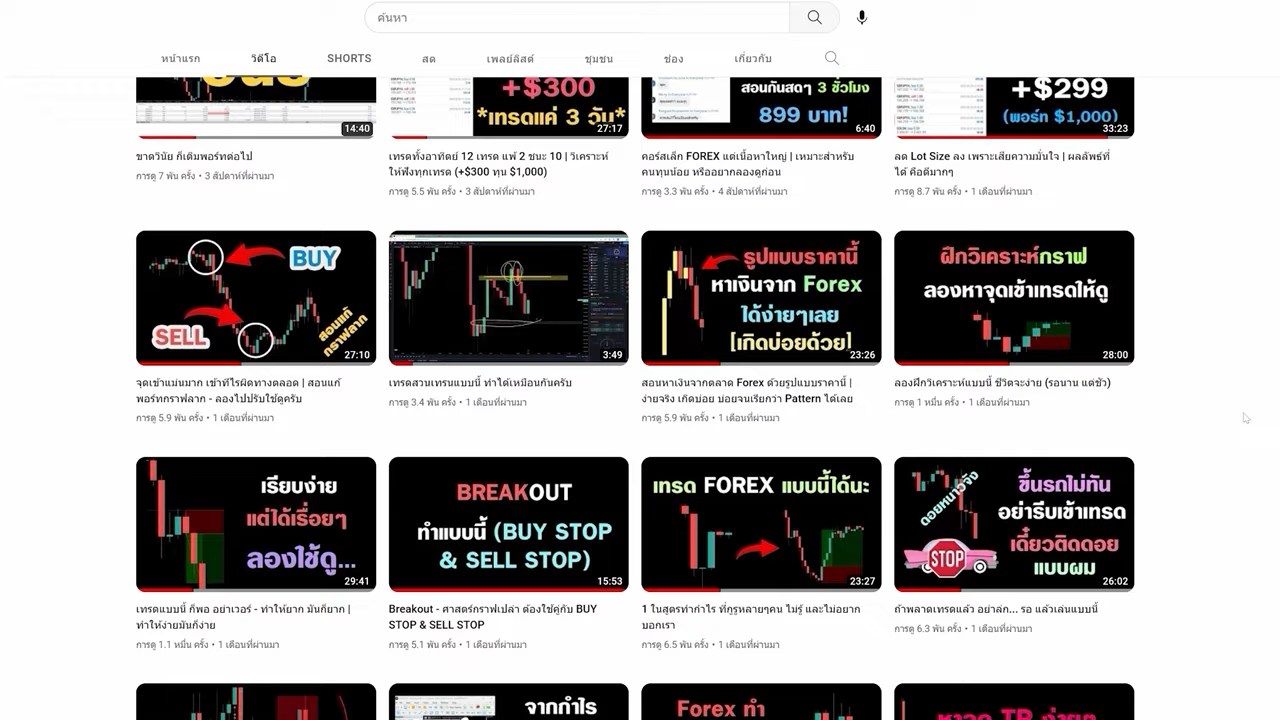 ค้นหา
หน้าแรก
วิดีโอ
SHORTS
สด
เพลย์ลิสต์
ชุมชน
ช่อง
เกี่ยวกับ
14:40
+$300
*เทรดแค่ 3 วัน*
27:17
สอนกันสดๆ 3 ชั่วโมง
899 บาท!
6:40
+$299
(พอร์ท $1,000)
33:23
ขาดวินัย ก็เติมพอร์ทต่อไป
การดู 7 พัน ครั้ง • 3 สัปดาห์ที่ผ่านมา
เทรดทั้งอาทิตย์ 12 เทรด แพ้ 2 ชนะ 10 | วิเคราะห์
ให้ฟังทุกเทรด (+$300 ทุน $1,000)
การดู 5.5 พัน ครั้ง • 3 สัปดาห์ที่ผ่านมา
คอร์สเล็ก FOREX แต่เนื้อหาใหญ่ | เหมาะสำหรับ
คนทุนน้อย หรืออยากลองดูก่อน
การดู 3.3 พัน ครั้ง • 4 สัปดาห์ที่ผ่านมา
ลด Lot Size ลง เพราะเสียความมั่นใจ | ผลลัพธ์ที่
ได้ คือดีมากๆ
การดู 8.7 พัน ครั้ง • 1 เดือนที่ผ่านมา
BUY
SELL
สอนแก้
กราฟลาก
27:10
3:49
รูปแบบราคานี้
หาเงินจาก Forex
ได้ง่ายๆเลย
[เกิดบ่อยด้วย]
23:26
ฝึกวิเคราะห์กราฟ
ลองหาจุดเข้าเทรดให้ดู
28:00
จุดเข้าแม่นมาก เข้าทีไรผิดทางตลอด | สอนแก้
พอร์ทกราฟลาก - ลองไปปรับใช้ดูครับ
การดู 5.9 พัน ครั้ง • 1 เดือนที่ผ่านมา
เทรดสวนเทรนแบบนี้ ทำได้เหมือนกันครับ
การดู 3.4 พัน ครั้ง • 1 เดือนที่ผ่านมา
สอนหาเงินจากตลาด Forex ด้วยรูปแบบราคานี้ |
ง่ายจริง เกิดบ่อย บ่อยจนเรียกว่า Pattern ได้เลย
การดู 5.9 พัน ครั้ง • 1 เดือนที่ผ่านมา
ลองฝึกวิเคราะห์แบบนี้ ชีวิตจะง่าย (รอนาน แต่ชัว)
การดู 1 หมื่น ครั้ง • 1 เดือนที่ผ่านมา
เรียบง่าย
แต่ได้เรื่อยๆ
ลองใช้ดู...
29:41
BREAKOUT
ทำแบบนี้ (BUY STOP
& SELL STOP)
15:53
เทรด FOREX แบบนี้ได้นะ
23:27
ดอยหนาวจัง
ขึ้นรถไม่ทัน
อย่ารีบเข้าเทรด
เดี๋ยวติดดอย
แบบผม
STOP
26:02
เทรดแบบนี้ ก็พอ อย่าเวอร์ - ทำให้ยาก มันก็ยาก |
ทำให้ง่ายมันก็ง่าย
การดู 1.1 หมื่น ครั้ง • 1 เดือนที่ผ่านมา
Breakout - ศาสตร์กราฟเปล่า ต้องใช้คู่กับ BUY
STOP & SELL STOP
การดู 5.1 พัน ครั้ง • 1 เดือนที่ผ่านมา
1 ในสูตรทำกำไร ที่กูรูหลายๆคน ไม่รู้ และไม่อยาก
บอกเรา
การดู 6.5 พัน ครั้ง • 1 เดือนที่ผ่านมา
ถ้าพลาดเทรดแล้ว อย่าลก... รอ แล้วเล่นแบบนี้
การดู 6.3 พัน ครั้ง • 1 เดือนที่ผ่านมา
จากกำไร
Forex ทำ